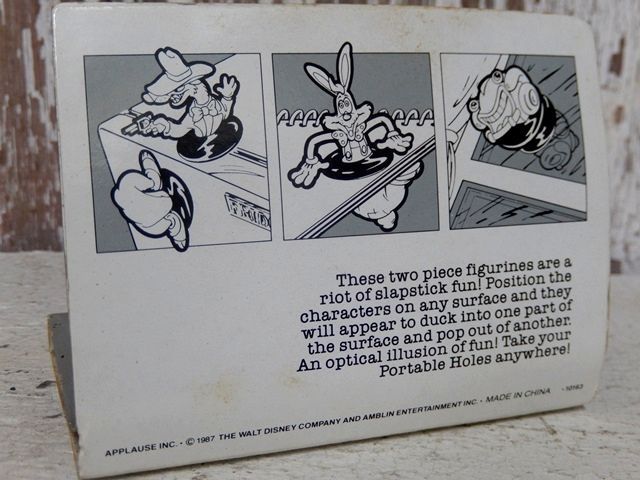 These two piece figurines are a
riot of slapstick fun! Position the
characters on any surface and they
will appear to duck into one part of
the surface and pop out of another.
An optical illusion of fun! Take your
Portable Holes anywhere!
APPLAUSE INC. • © 1987 THE WALT DISNEY COMPANY AND AMBLIN ENTERTAINMENT INC. • MADE IN CHINA • 10163